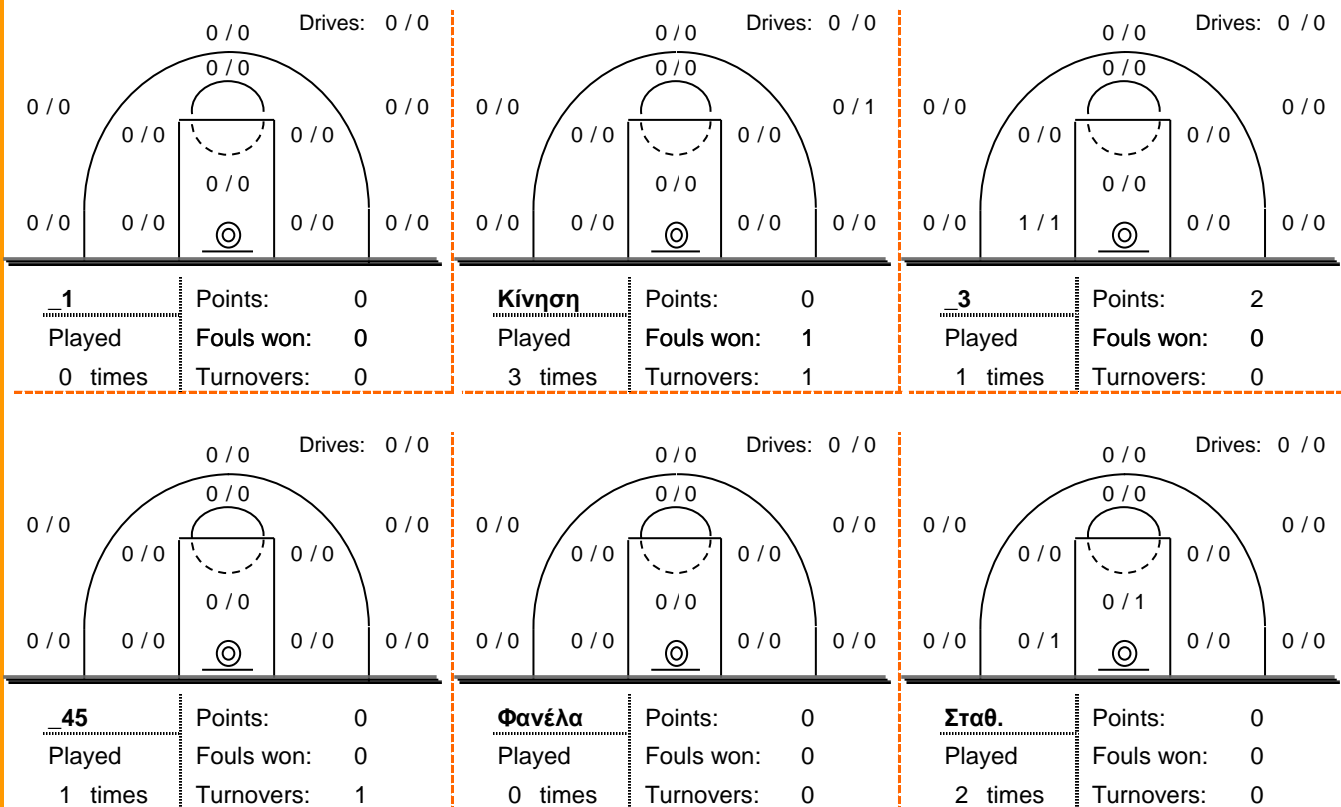 0 / 0 Drives: 0 / 0
0 / 0
0 / 0 0 / 0
0 / 0 0 / 0
0 / 0
0 / 0 0 / 0 0 / 0 0 / 0
_1 Points: 0
Played Fouls won: 0
0 times Turnovers: 0
0 / 0 Drives: 0 / 0
0 / 0
0 / 0 0 / 1
0 / 0 0 / 0
0 / 0
0 / 0 0 / 0 0 / 0 0 / 0
Κίνηση Points: 0
Played Fouls won: 1
3 times Turnovers: 1
0 / 0 Drives: 0 / 0
0 / 0
0 / 0 0 / 0
0 / 0 0 / 0
0 / 0
0 / 0 1 / 1 0 / 0 0 / 0
_3 Points: 2
Played Fouls won: 0
1 times Turnovers: 0
0 / 0 Drives: 0 / 0
0 / 0
0 / 0 0 / 0
0 / 0 0 / 0
0 / 0
0 / 0 0 / 0 0 / 0 0 / 0
_45 Points: 0
Played Fouls won: 0
1 times Turnovers: 1
0 / 0 Drives: 0 / 0
0 / 0
0 / 0 0 / 0
0 / 0 0 / 0
0 / 0
0 / 0 0 / 0 0 / 0 0 / 0
Φανέλα Points: 0
Played Fouls won: 0
0 times Turnovers: 0
0 / 0 Drives: 0 / 0
0 / 0
0 / 0 0 / 0
0 / 0 0 / 0
0 / 1
0 / 0 0 / 1 0 / 0 0 / 0
Σταθ. Points: 0
Played Fouls won: 0
2 times Turnovers: 0